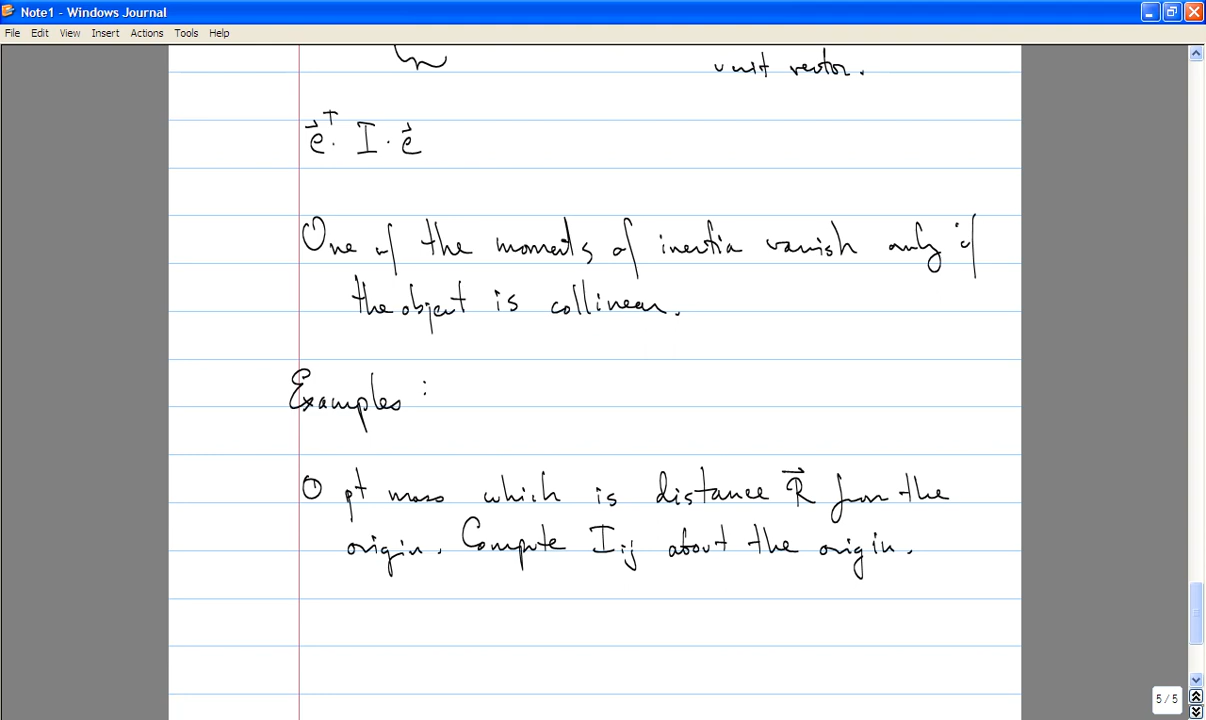 Note1 - Windows Journal
File Edit View Insert Actions Tools Help
unit vector.
e⃗ᵀ · I · e⃗
One of the moments of inertia vanish only if
the object is collinear.
Examples :
O pt mass which is distance R⃗ from the
origin. Compute Iij about the origin.
5 / 5